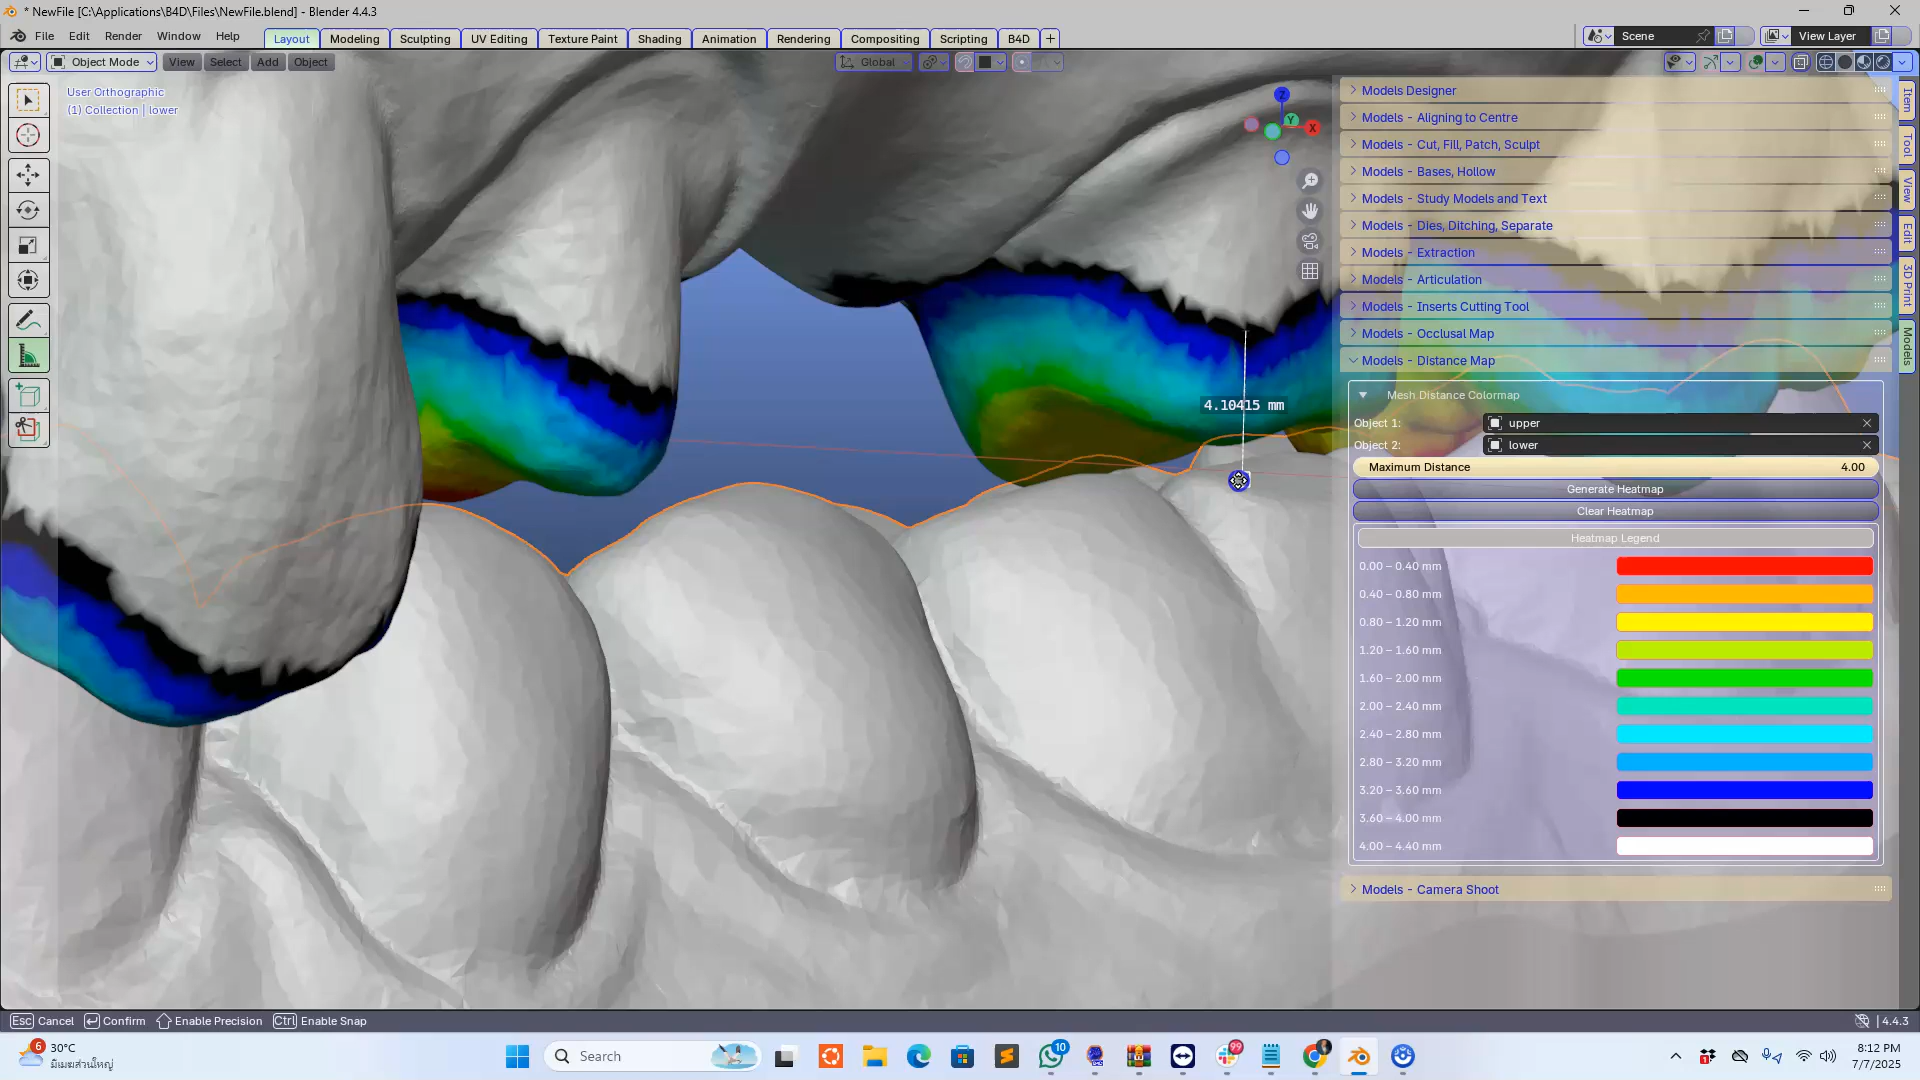 * NewFile [C:\Applications\B4D\Files\NewFile.blend] - Blender 4.4.3
File Edit Render Window Help Layout Modeling Sculpting UV Editing Texture Paint Shading Animation Rendering Compositing Scripting B4D + Scene View Layer
Object Mode View Select Add Object Global
User Orthographic
(1) Collection | lower
Z
Y
X
4.10415 mm
Models Designer
Models - Aligning to Centre
Models - Cut, Fill, Patch, Sculpt
Models - Bases, Hollow
Models - Study Models and Text
Models - Dies, Ditching, Separate
Models - Extraction
Models - Articulation
Models - Inserts Cutting Tool
Models - Occlusal Map
Models - Distance Map
Mesh Distance Colormap
Object 1: upper
Object 2: lower
Maximum Distance 4.00
Generate Heatmap
Clear Heatmap
Heatmap Legend
0.00 – 0.40 mm
0.40 – 0.80 mm
0.80 – 1.20 mm
1.20 – 1.60 mm
1.60 – 2.00 mm
2.00 – 2.40 mm
2.40 – 2.80 mm
2.80 – 3.20 mm
3.20 – 3.60 mm
3.60 – 4.00 mm
4.00 – 4.40 mm
Models - Camera Shoot
Item
Tool
View
Edit
3D Print
Models
Esc Cancel Confirm Enable Precision Ctrl Enable Snap 4.4.3
6
30°C
มีเมฆส่วนใหญ่
Search
10
99
1
8:12 PM
7/7/2025